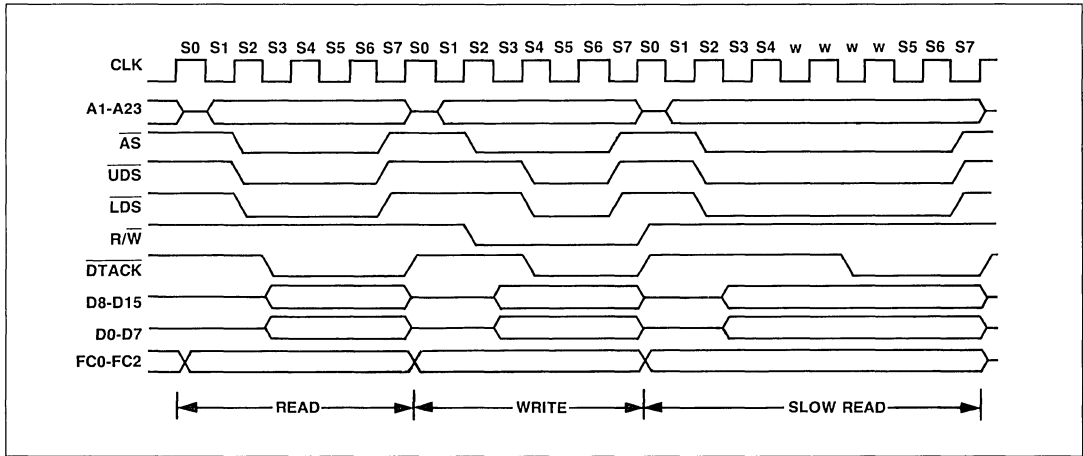 S0 S1 S2 S3 S4 S5 S6 S7 S0 S1 S2 S3 S4 S5 S6 S7 S0 S1 S2 S3 S4 w w w w S5 S6 S7
CLK
A1-A23
AS
UDS
LDS
R/W
DTACK
D8-D15
D0-D7
FC0-FC2
READ WRITE SLOW READ